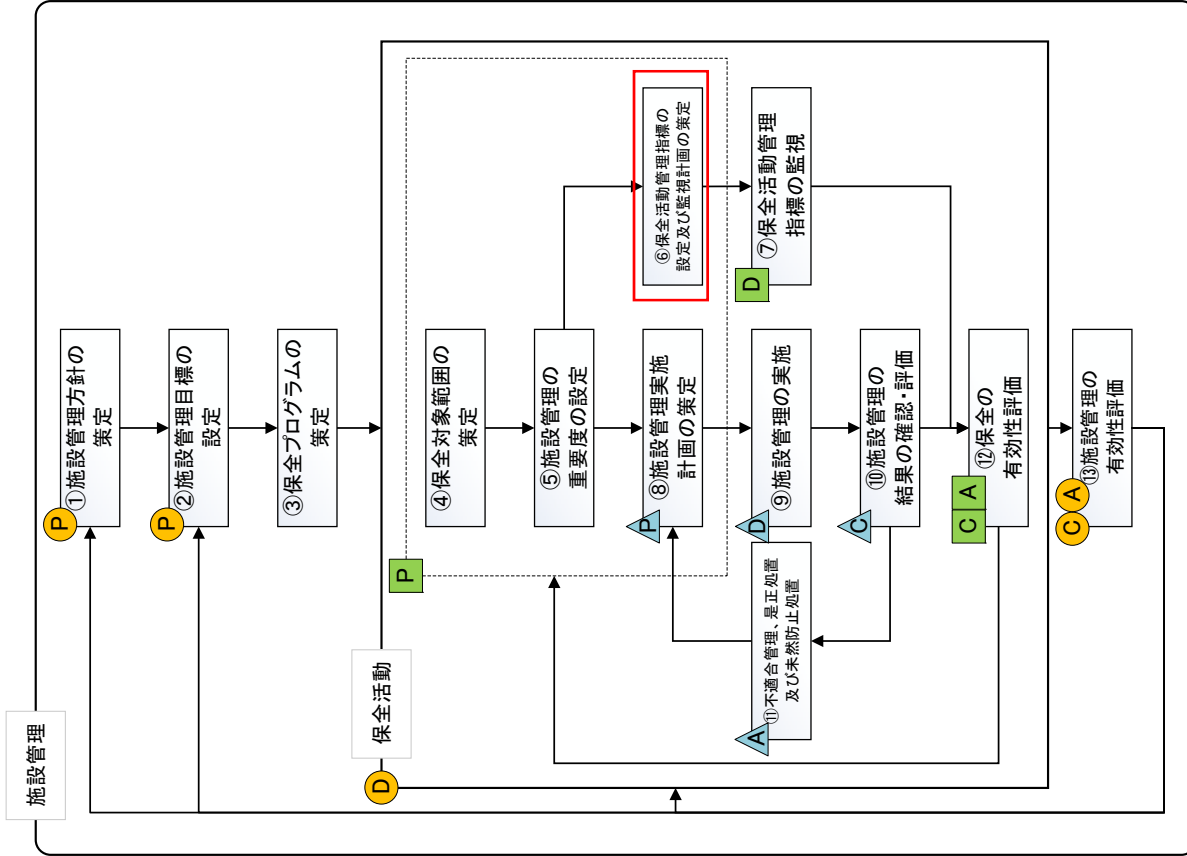 施設管理
P
①施設管理方針の
策定
P
②施設管理目標の
設定
③保全プログラムの
策定
D
保全活動
P
④保全対象範囲の
策定
⑤施設管理の
重要度の設定
⑥保全活動管理指標の
設定及び監視計画の策定
P
⑧施設管理実施
計画の策定
D
⑦保全活動管理
指標の監視
D
⑨施設管理の実施
A
⑪不適合管理、是正処置
及び未然防止処置
C
⑩施設管理の
結果の確認・評価
C A
⑫保全の
有効性評価
C A
⑬施設管理の
有効性評価